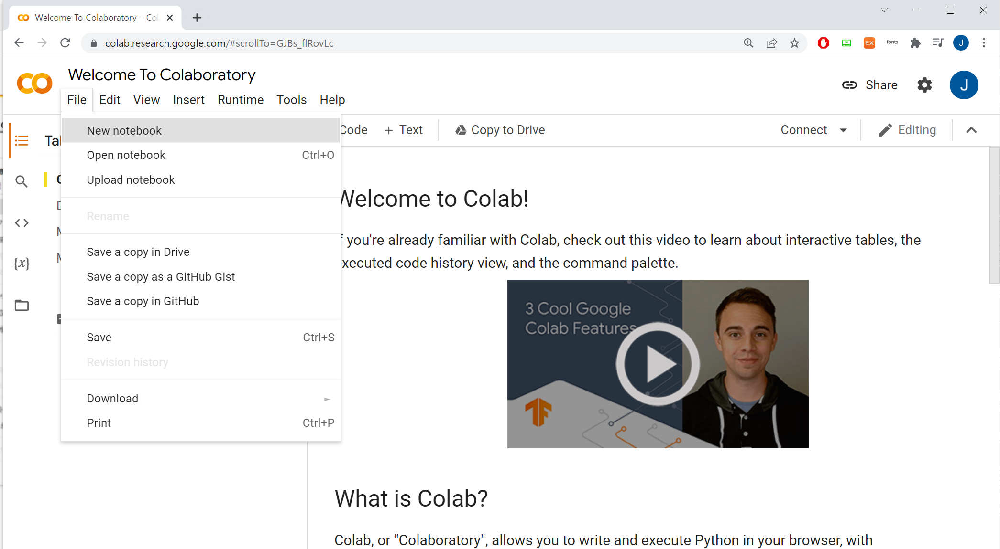 Welcome To Colaboratory - Col
colab.research.google.com/#scrollTo=GJBs_flRovLc
EX
fonts
J
Welcome To Colaboratory
File Edit View Insert Runtime Tools Help
Share
J
New notebook
Open notebook Ctrl+O
Upload notebook
Rename
Save a copy in Drive
Save a copy as a GitHub Gist
Save a copy in GitHub
Save Ctrl+S
Revision history
Download
Print Ctrl+P
Code + Text Copy to Drive
Connect Editing
{x}
Welcome to Colab!
If you're already familiar with Colab, check out this video to learn about interactive tables, the
executed code history view, and the command palette.
3 Cool Google
Colab Features
What is Colab?
Colab, or "Colaboratory", allows you to write and execute Python in your browser, with